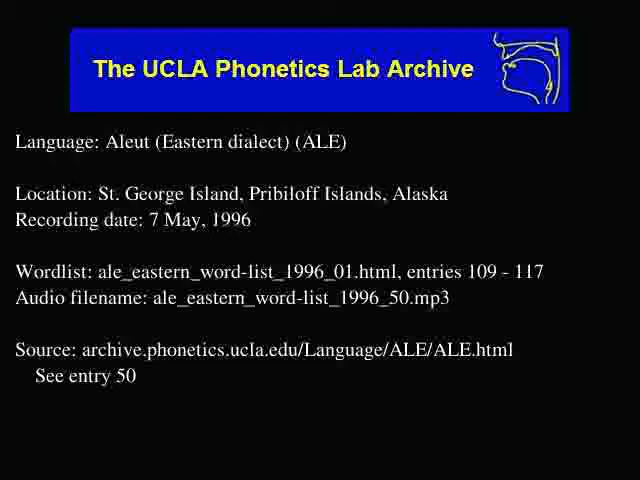 The UCLA Phonetics Lab Archive
Language: Aleut (Eastern dialect) (ALE)
Location: St. George Island, Pribiloff Islands, Alaska
Recording date: 7 May, 1996
Wordlist: ale_eastern_word-list_1996_01.html, entries 109 - 117
Audio filename: ale_eastern_word-list_1996_50.mp3
Source: archive.phonetics.ucla.edu/Language/ALE/ALE.html
See entry 50